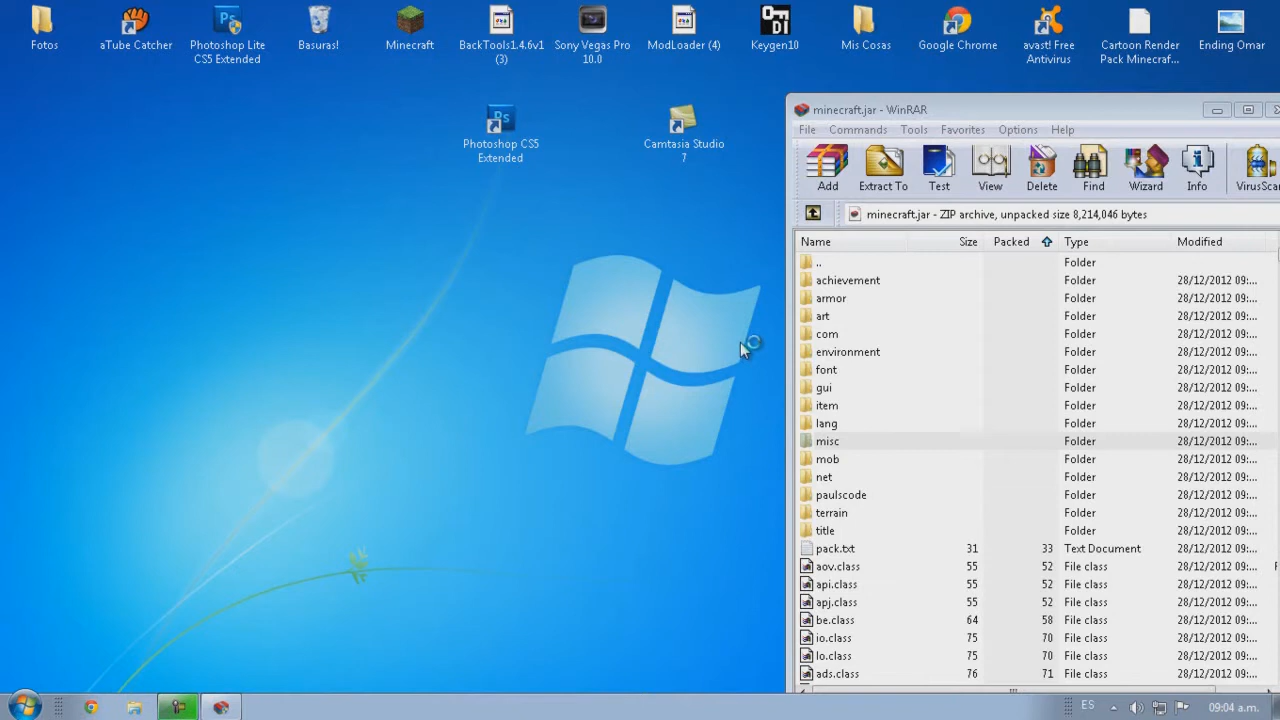 Fotos
aTube Catcher
Photoshop Lite
CS5 Extended
Basuras!
Minecraft
BackTools1.4.6v1
(3)
Sony Vegas Pro
10.0
ModLoader (4)
Keygen10
Mis Cosas
Google Chrome
avast! Free
Antivirus
Cartoon Render
Pack Minecraf...
Ending Omar
Photoshop CS5
Extended
Camtasia Studio
7
minecraft.jar - WinRAR
File Commands Tools Favorites Options Help
Add Extract To Test View Delete Find Wizard Info VirusScan
minecraft.jar - ZIP archive, unpacked size 8,214,046 bytes
Name Size Packed Type Modified
.. Folder
achievement Folder 28/12/2012 09:...
armor Folder 28/12/2012 09:...
art Folder 28/12/2012 09:...
com Folder 28/12/2012 09:...
environment Folder 28/12/2012 09:...
font Folder 28/12/2012 09:...
gui Folder 28/12/2012 09:...
item Folder 28/12/2012 09:...
lang Folder 28/12/2012 09:...
misc Folder 28/12/2012 09:...
mob Folder 28/12/2012 09:...
net Folder 28/12/2012 09:...
paulscode Folder 28/12/2012 09:...
terrain Folder 28/12/2012 09:...
title Folder 28/12/2012 09:...
pack.txt 31 33 Text Document 28/12/2012 09:...
aov.class 55 52 File class 28/12/2012 09:...
api.class 55 52 File class 28/12/2012 09:...
apj.class 55 52 File class 28/12/2012 09:...
be.class 64 58 File class 28/12/2012 09:...
io.class 75 70 File class 28/12/2012 09:...
lo.class 75 70 File class 28/12/2012 09:...
ads.class 76 71 File class 28/12/2012 09:...
ES 09:04 a.m.